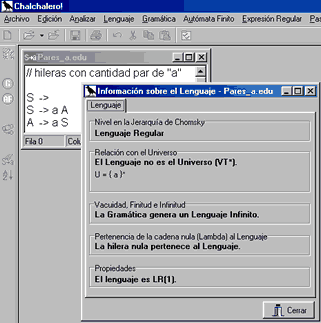 Chalchalero!
Archivo Edición Analizar Lenguaje Gramática Autómata Finito Expresión Regular
Pares_a.edu
// hileras con cantidad par de "a"
S ->
S -> a A
A -> a S
Fila 0
Información sobre el Lenguaje - Pares_a.edu
Lenguaje
Nivel en la Jerarquía de Chomsky
Lenguaje Regular
Relación con el Universo
El Lenguaje no es el Universo (VT*).
U = ( a )*
Vacuidad, Finitud e Infinitud
La Gramática genera un Lenguaje Infinito.
Pertenencia de la cadena nula (Lambda) al Lenguaje
La hilera nula pertenece al Lenguaje.
Propiedades
El lenguaje es LR(1).
Cerrar